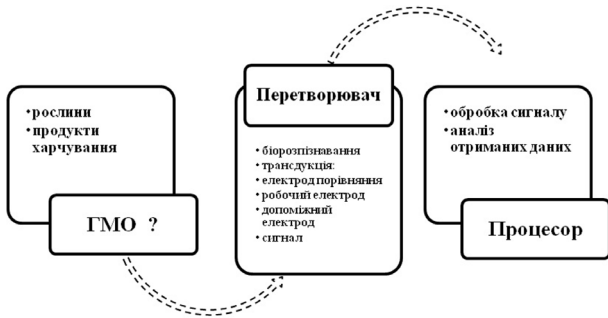 • рослини
• продукти
харчування
ГМО ?
Перетворювач
• біорозпізнавання
• трансдукція:
• електрод порівняння
• робочий електрод
• допоміжний
електрод
• сигнал
• обробка сигналу
• аналіз
отриманих даних
Процесор